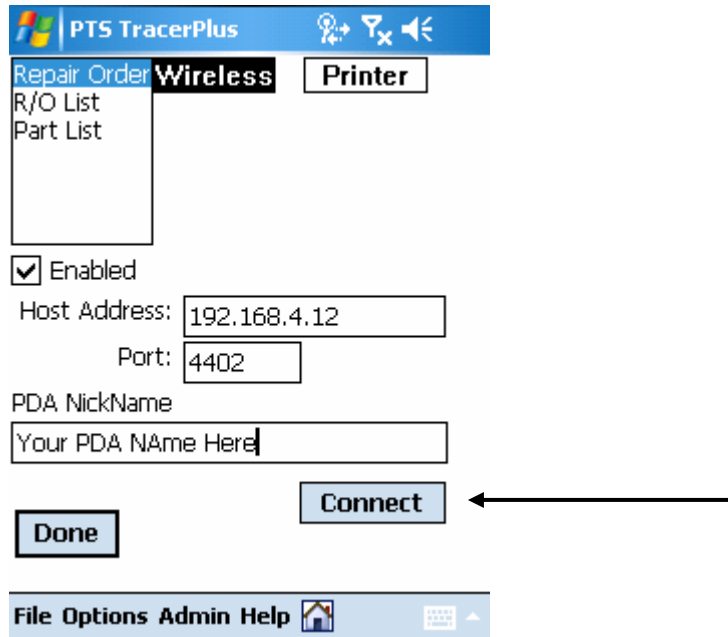 PTS TracerPlus
Repair Order Wireless Printer
R/O List
Part List
Enabled
Host Address: 192.168.4.12
Port: 4402
PDA NickName
Your PDA NAme Here
Connect
Done
File Options Admin Help